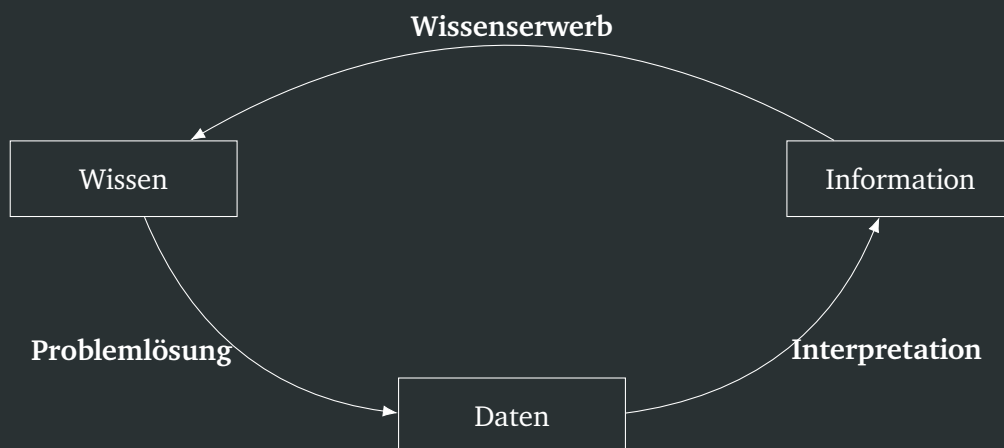 Wissenserwerb
Wissen
Information
Problemlösung
Interpretation
Daten